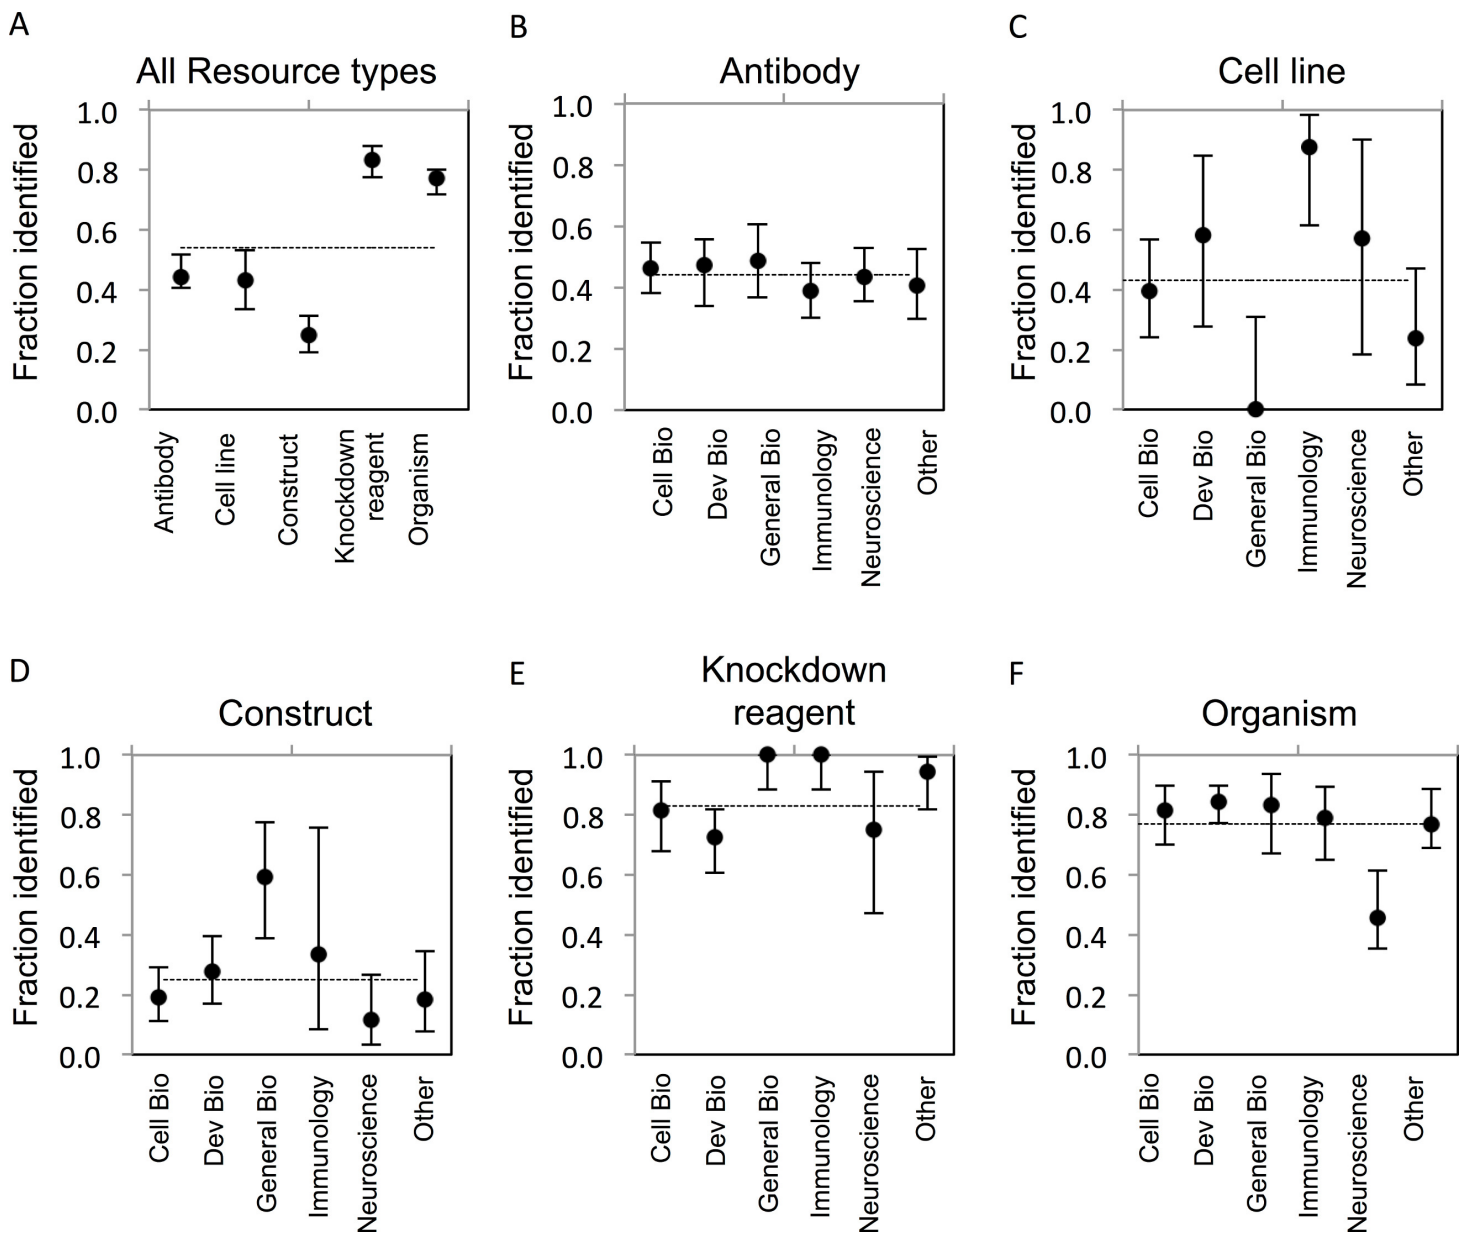 A
All Resource types
Fraction identified
1.0
0.8
0.6
0.4
0.2
0.0
Antibody
Cell line
Construct
Knockdown
reagent
Organism
B
Antibody
Fraction identified
1.0
0.8
0.6
0.4
0.2
0.0
Cell Bio
Dev Bio
General Bio
Immunology
Neuroscience
Other
C
Cell line
Fraction identified
1.0
0.8
0.6
0.4
0.2
0.0
Cell Bio
Dev Bio
General Bio
Immunology
Neuroscience
Other
D
Construct
Fraction identified
1.0
0.8
0.6
0.4
0.2
0.0
Cell Bio
Dev Bio
General Bio
Immunology
Neuroscience
Other
E
Knockdown
reagent
Fraction identified
1.0
0.8
0.6
0.4
0.2
0.0
Cell Bio
Dev Bio
General Bio
Immunology
Neuroscience
Other
F
Organism
Fraction identified
1.0
0.8
0.6
0.4
0.2
0.0
Cell Bio
Dev Bio
General Bio
Immunology
Neuroscience
Other